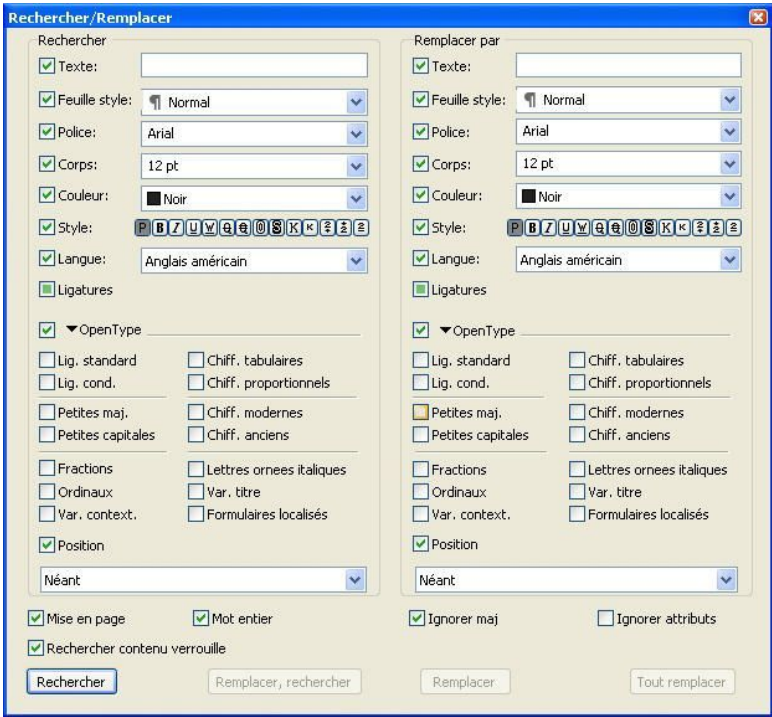 Rechercher/Remplacer
Rechercher
Texte:
Feuille style: ¶ Normal
Police: Arial
Corps: 12 pt
Couleur: Noir
Style: P B I U W Q Q O S K K 2 2 2
Langue: Anglais américain
Ligatures
OpenType
Lig. standard Chiff. tabulaires
Lig. cond. Chiff. proportionnels
Petites maj. Chiff. modernes
Petites capitales Chiff. anciens
Fractions Lettres ornees italiques
Ordinaux Var. titre
Var. context. Formulaires localisés
Position
Néant
Remplacer par
Texte:
Feuille style: ¶ Normal
Police: Arial
Corps: 12 pt
Couleur: Noir
Style: P B I U W Q Q O S K K 2 2 2
Langue: Anglais américain
Ligatures
OpenType
Lig. standard Chiff. tabulaires
Lig. cond. Chiff. proportionnels
Petites maj. Chiff. modernes
Petites capitales Chiff. anciens
Fractions Lettres ornees italiques
Ordinaux Var. titre
Var. context. Formulaires localisés
Position
Néant
Mise en page Mot entier Ignorer maj Ignorer attributs
Rechercher contenu verrouille
Rechercher Remplacer, rechercher Remplacer Tout remplacer